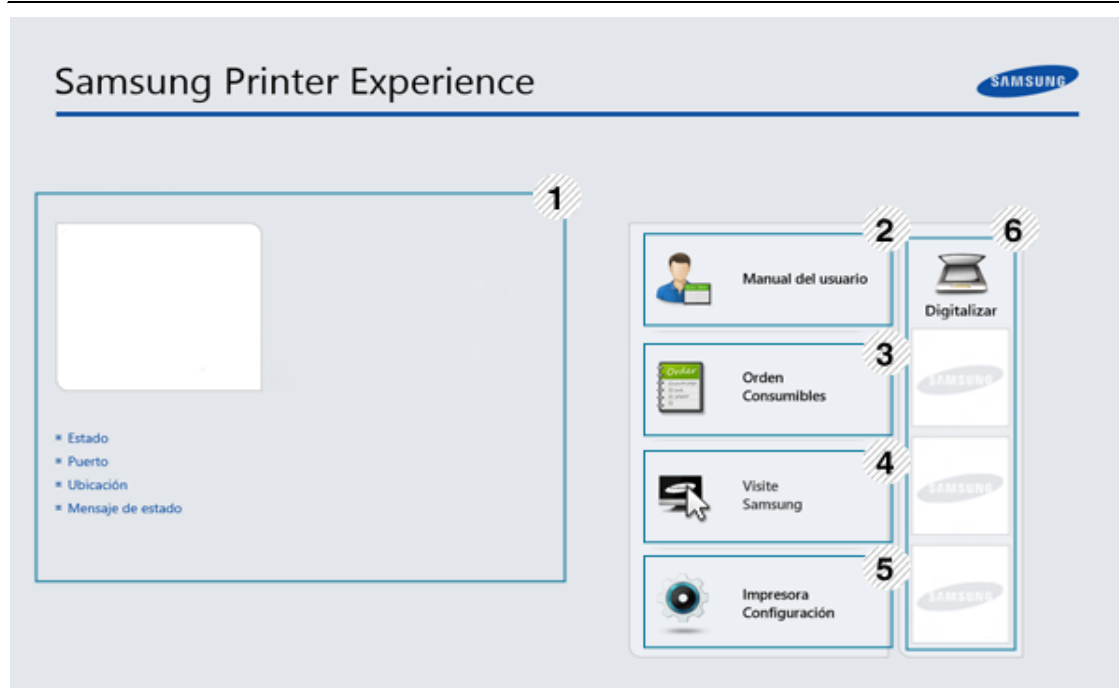 Samsung Printer Experience
SAMSUNG
1
Estado
Puerto
Ubicación
Mensaje de estado
2
Manual del usuario
3
Order
Orden
Consumibles
4
Visite
Samsung
5
Impresora
Configuración
6
Digitalizar
SAMSUNG
SAMSUNG
SAMSUNG